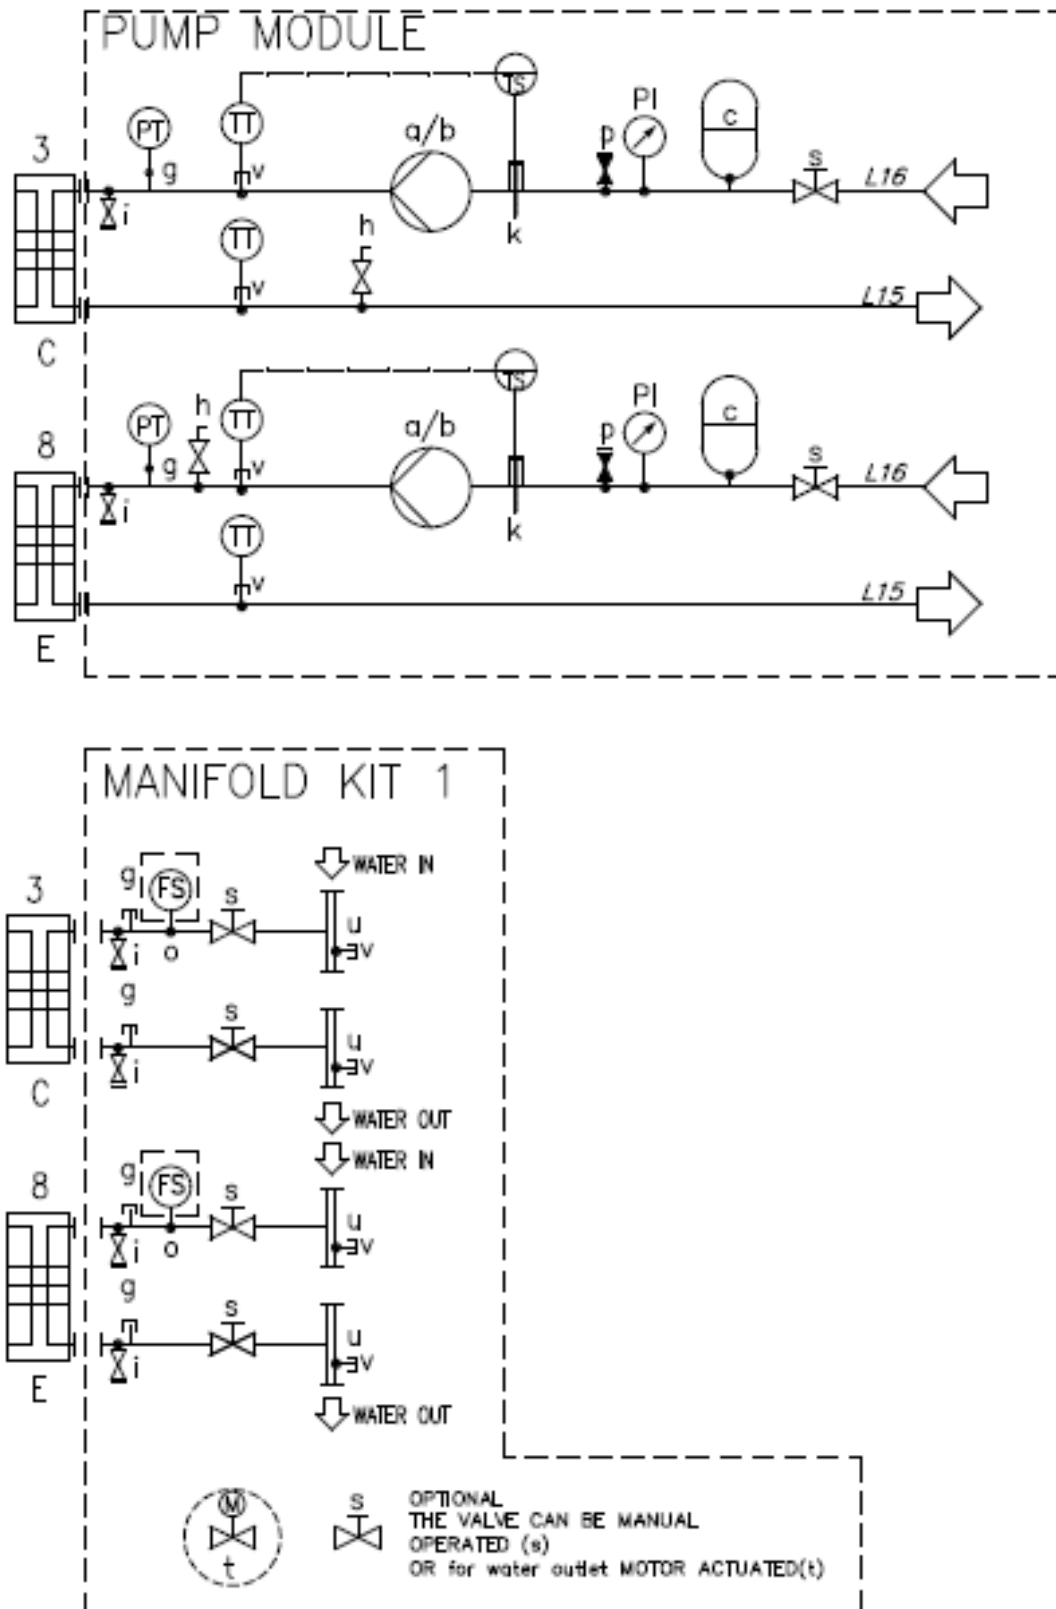 PUMP MODULE
TS
PI
c
PT
TT
a/b
p
s
3
g
v
L16
i
k
TT
h
v
L15
C
TS
PI
c
h
PT
TT
a/b
p
s
8
g
v
L16
i
k
TT
v
L15
E
MANIFOLD KIT 1
WATER IN
3
g
FS
s
u
i
o
v
g
s
u
i
v
C
WATER OUT
WATER IN
8
g
FS
s
u
i
o
v
g
s
u
i
v
E
WATER OUT
M
t
s
OPTIONAL
THE VALVE CAN BE MANUAL
OPERATED (s)
OR for water outlet MOTOR ACTUATED(t)